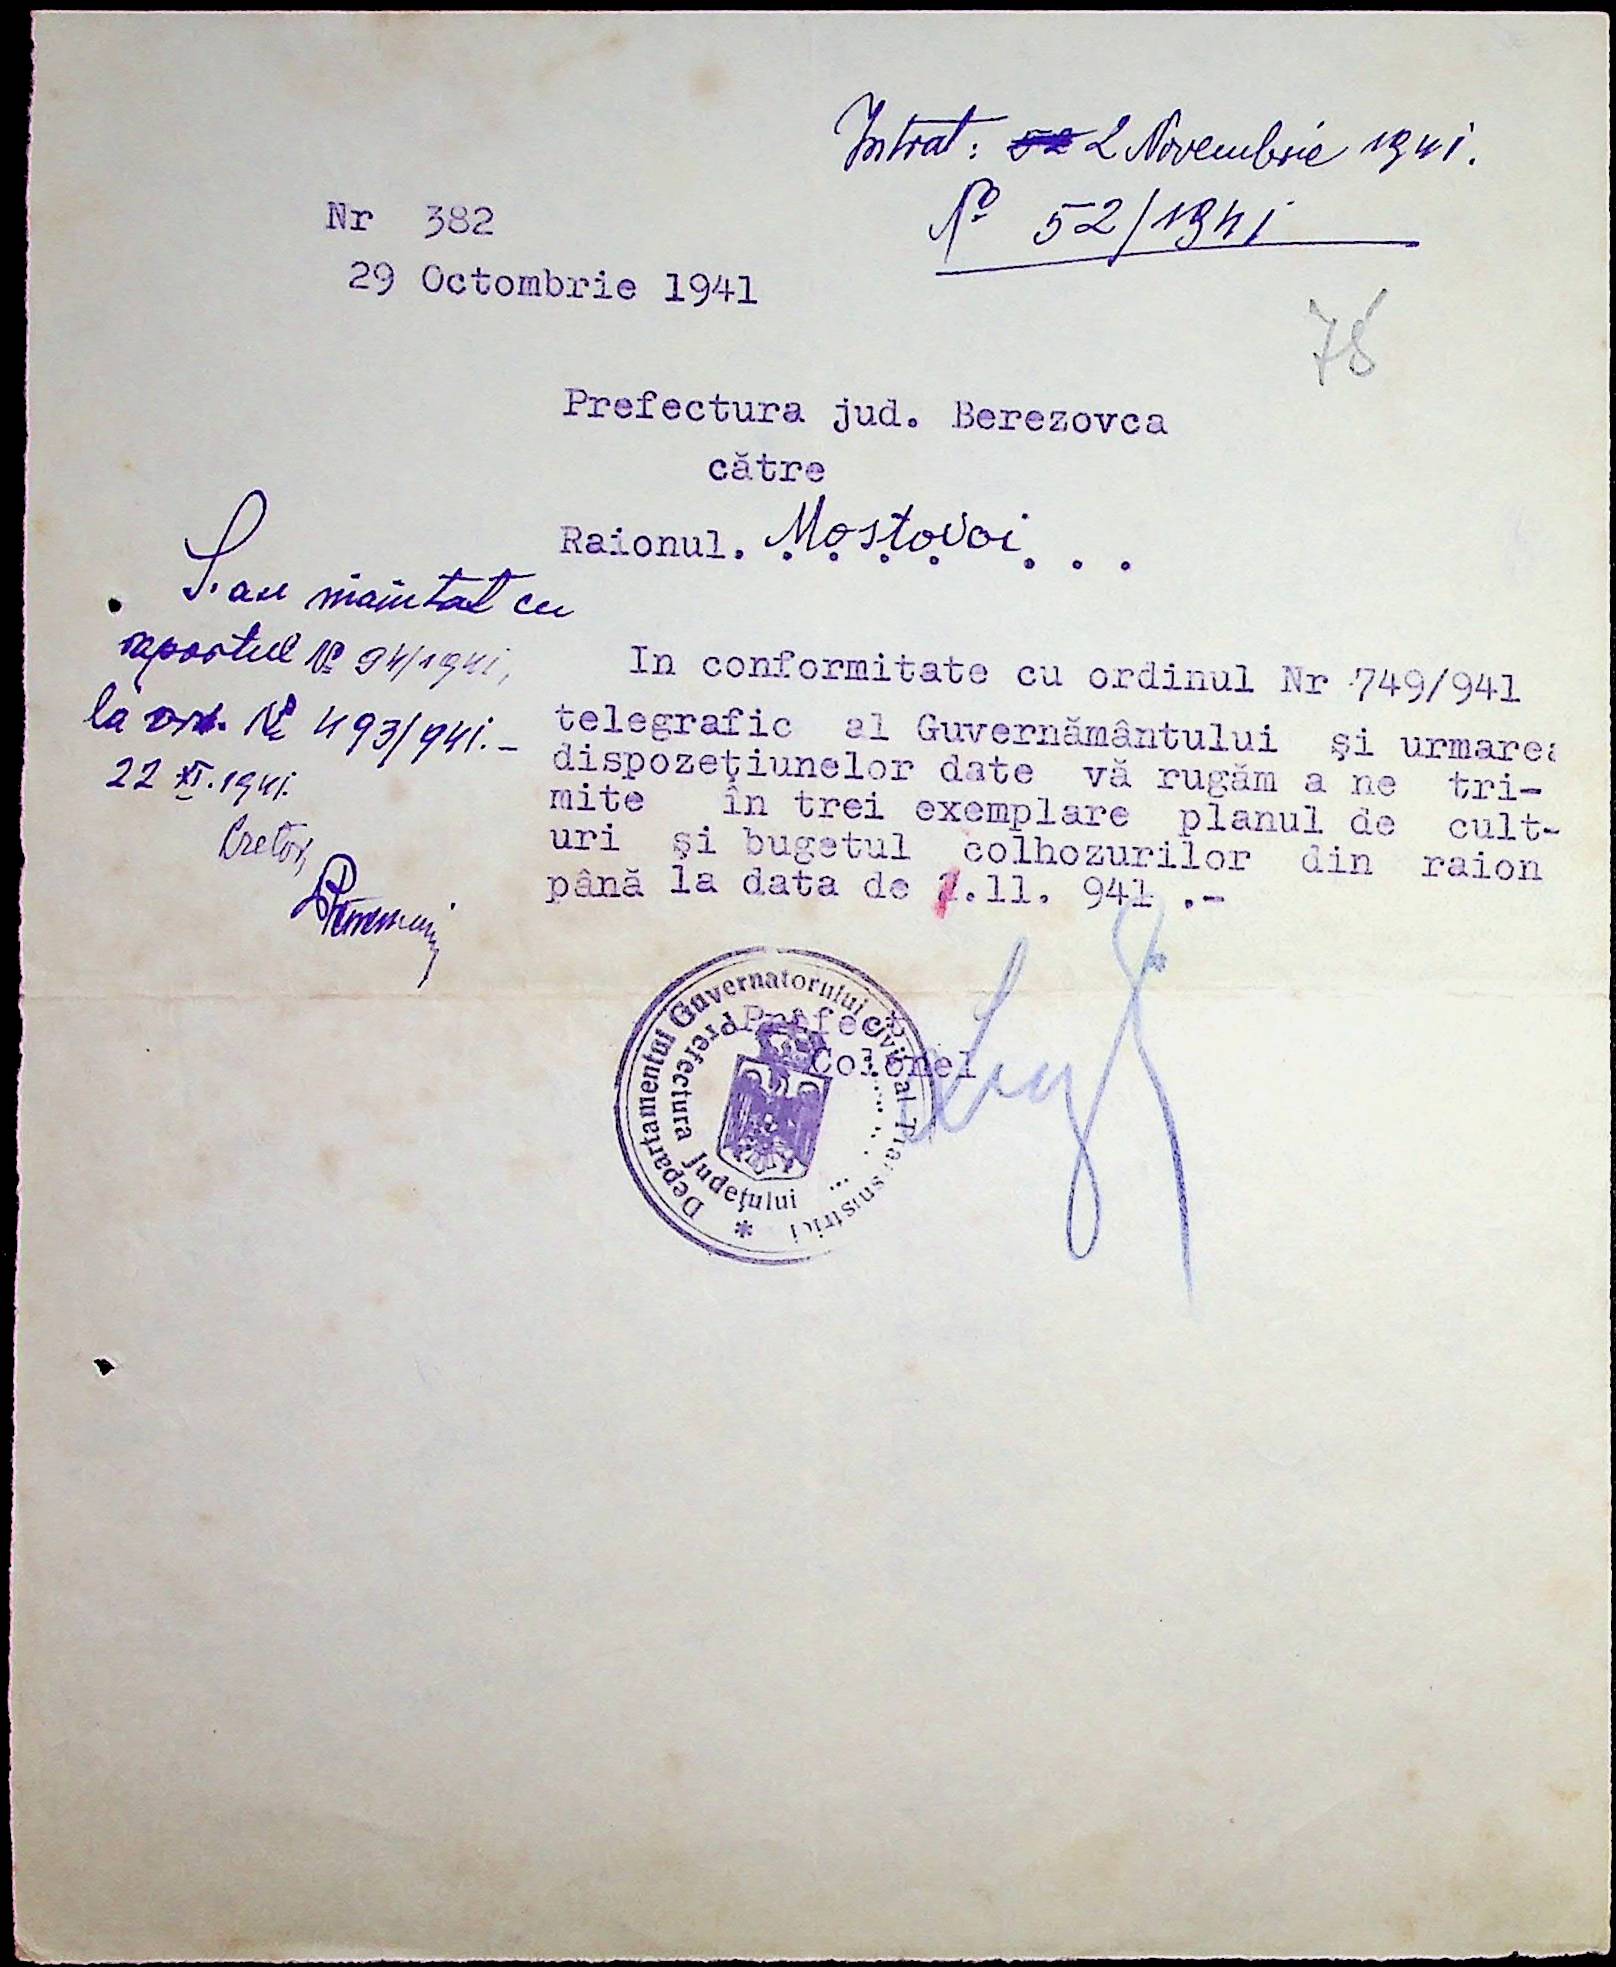 Intrat: 52 2 Novembrie 1941.
No 52/1941
Nr 382
29 Octombrie 1941
78
Prefectura jud. Berezovca
către
Raionul. Mostovoi . . .
S.au înaintat cu
raportul No 94/1941,
la ord. No 493/941.-
22 XI.1941.
Pretor,
In conformitate cu ordinul Nr 749/941
telegrafic al Guvernământului şi urmarea
dispozeţiunelor date vă rugăm a ne tri-
mite în trei exemplare planul de cult-
uri şi bugetul colhozurilor din raion
până la data de 1.11. 941 .-
Prefect
Colonel
Departamentul Guvernatorului Civil al Transnistriei
Prefectura Judeţului